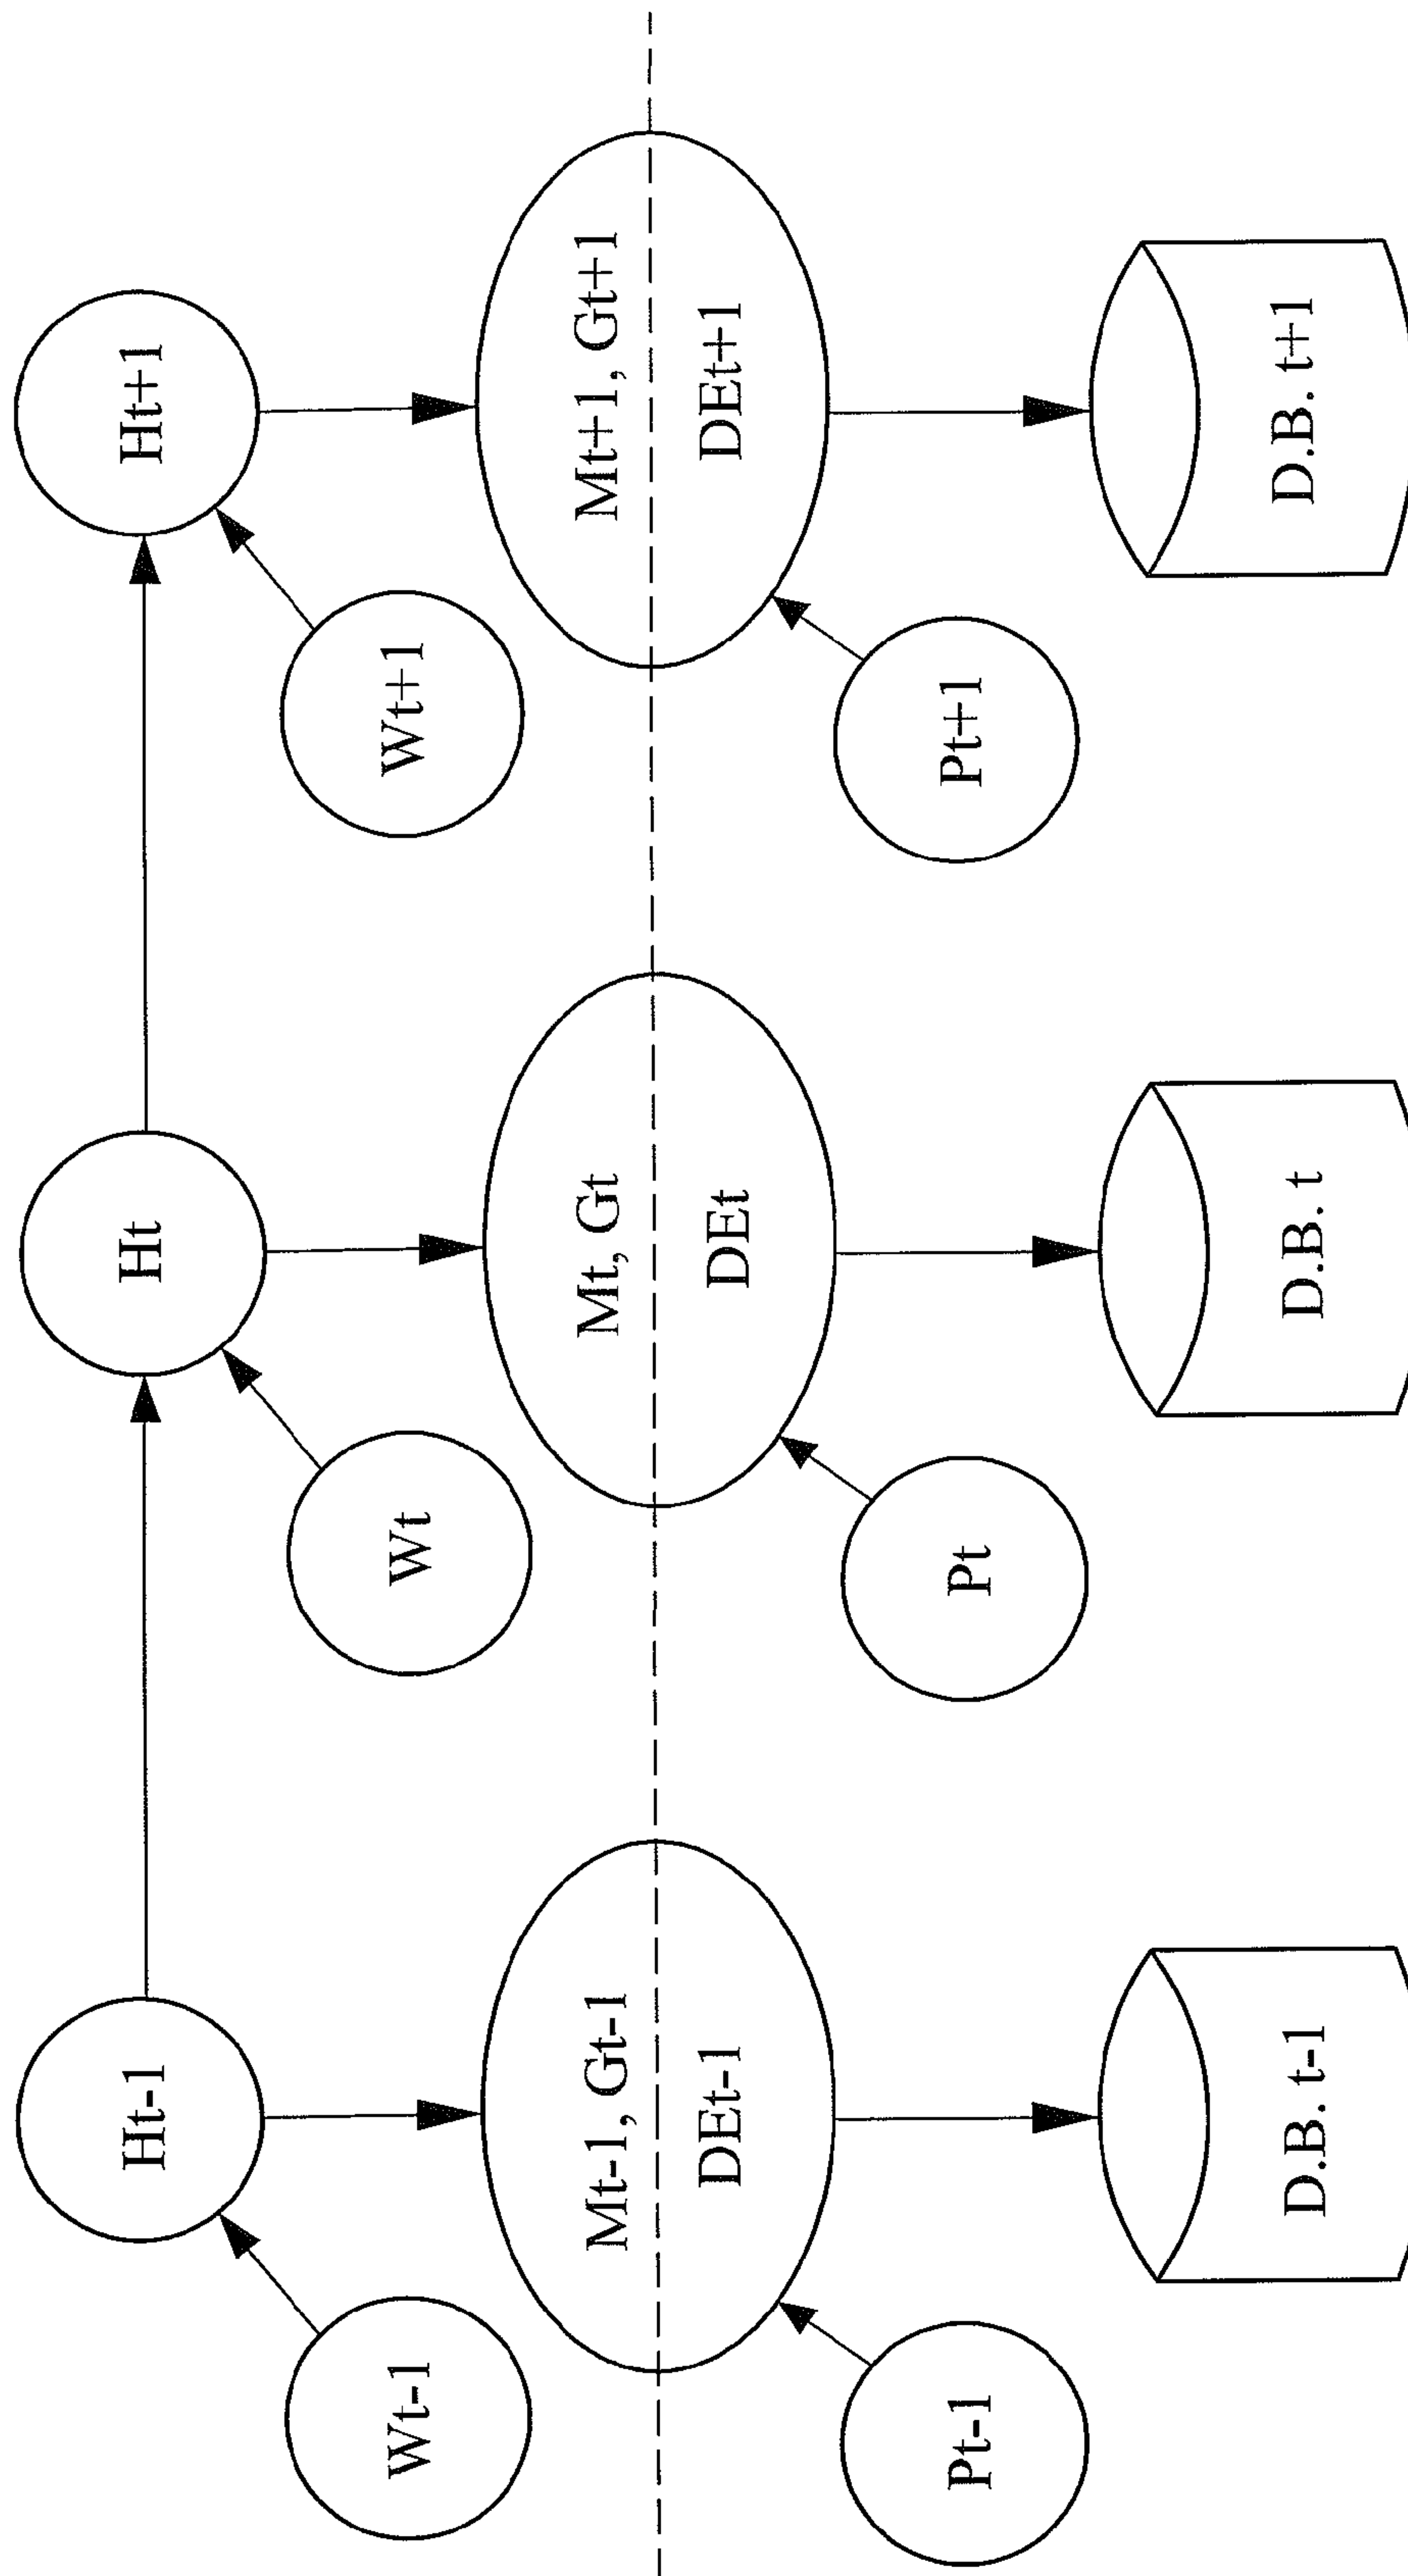 Ht-1
Ht
Ht+1
Wt-1
Wt
Wt+1
Mt-1, Gt-1
DEt-1
Mt, Gt
DEt
Mt+1, Gt+1
DEt+1
Pt-1
Pt
Pt+1
D.B. t-1
D.B. t
D.B. t+1